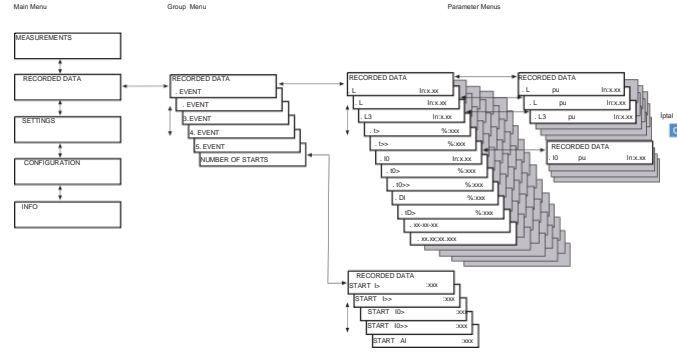 Main Menu
Group Menu
Parameter Menus
MEASUREMENTS
RECORDED DATA
SETTINGS
CONFIGURATION
INFO
RECORDED DATA
. EVENT
. EVENT
3.EVENT
4. EVENT
5. EVENT
NUMBER OF STARTS
RECORDED DATA
. L In:x.xx
. L In:x.xx
. L3 In:x.xx
. t> %:xxx
. t>> %:xxx
. I0 In:x.xx
. t0> %:xxx
. t0>> %:xxx
. DI %:xxx
. tD> %:xxx
. xx-xx-xx
. xx.xx;xx.xxx
RECORDED DATA
. L pu In:x.xx
. L pu In:x.xx
. L3 pu In:x.xx
RECORDED DATA
. I0 pu In:x.xx
İptal
RECORDED DATA
START I> :xxx
START I>> :xxx
START I0> :xxx
START I0>> :xxx
START AI :xxx